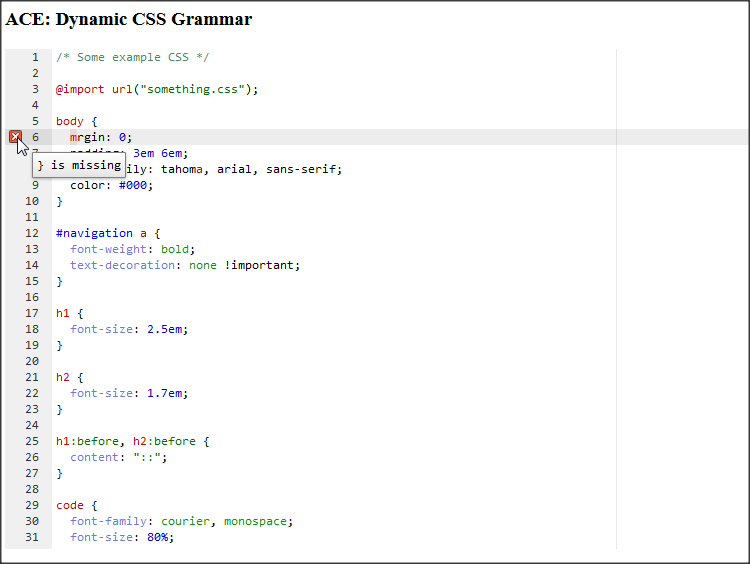 ACE: Dynamic CSS Grammar
1 /* Some example CSS */
2
3 @import url("something.css");
4
5 body {
6 mrgin: 0;
3em 6em;
} is missing
ily: tahoma, arial, sans-serif;
9 color: #000;
10 }
11
12 #navigation a {
13 font-weight: bold;
14 text-decoration: none !important;
15 }
16
17 h1 {
18 font-size: 2.5em;
19 }
20
21 h2 {
22 font-size: 1.7em;
23 }
24
25 h1:before, h2:before {
26 content: "::";
27 }
28
29 code {
30 font-family: courier, monospace;
31 font-size: 80%;